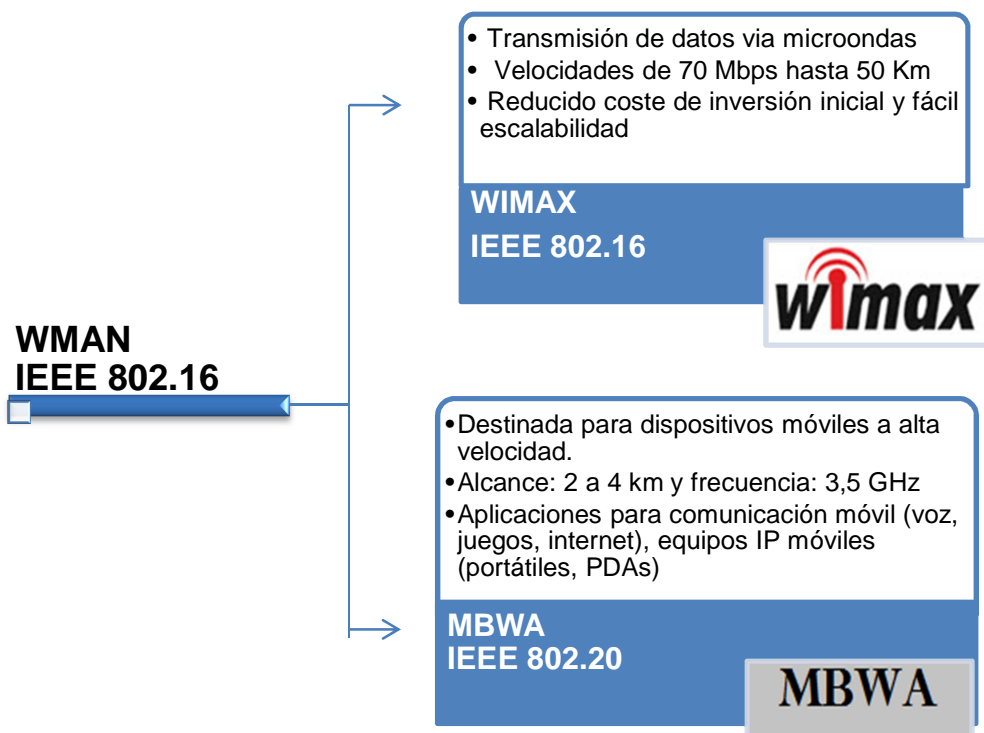 • Transmisión de datos via microondas
• Velocidades de 70 Mbps hasta 50 Km
• Reducido coste de inversión inicial y fácil
escalabilidad
WIMAX
IEEE 802.16
wimax
WMAN
IEEE 802.16
•Destinada para dispositivos móviles a alta
velocidad.
•Alcance: 2 a 4 km y frecuencia: 3,5 GHz
•Aplicaciones para comunicación móvil (voz,
juegos, internet), equipos IP móviles
(portátiles, PDAs)
MBWA
IEEE 802.20
MBWA